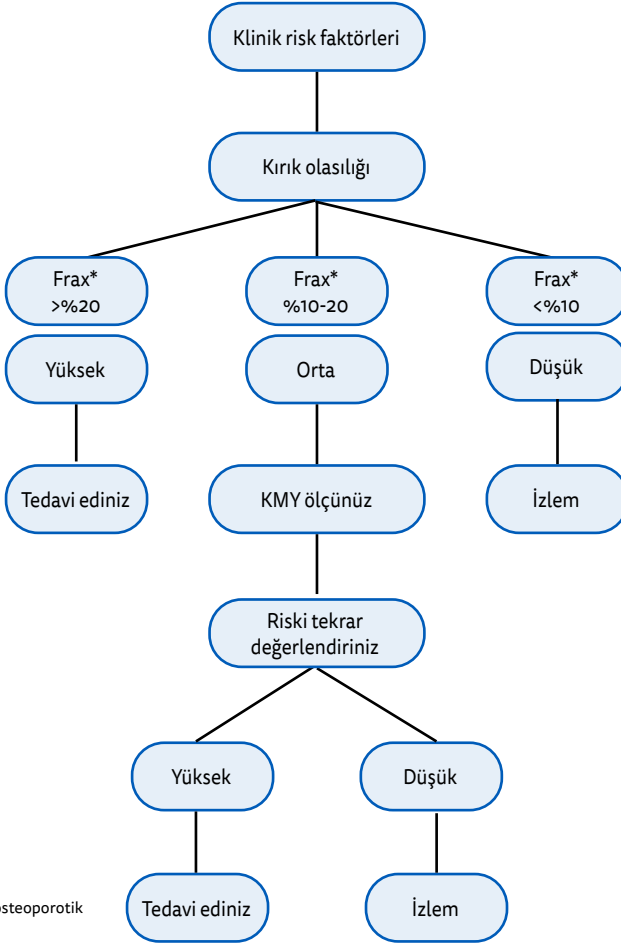 Klinik risk faktörleri
Kırık olasılığı
Frax*
>%20
Frax*
%10-20
Frax*
<%10
Yüksek
Orta
Düşük
Tedavi ediniz
KMY ölçünüz
İzlem
Riski tekrar
değerlendiriniz
Yüksek
Düşük
steoporotik
Tedavi ediniz
İzlem